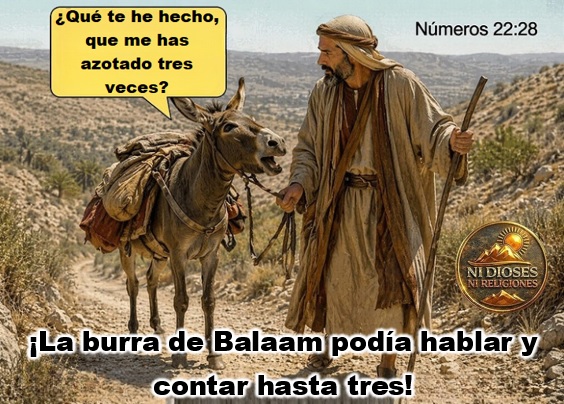 ¿Qué te he hecho,
que me has
azotado tres
veces?
Números 22:28
NI DIOSES
NI RELIGIONES
¡La burra de Balaam podía hablar y
contar hasta tres!